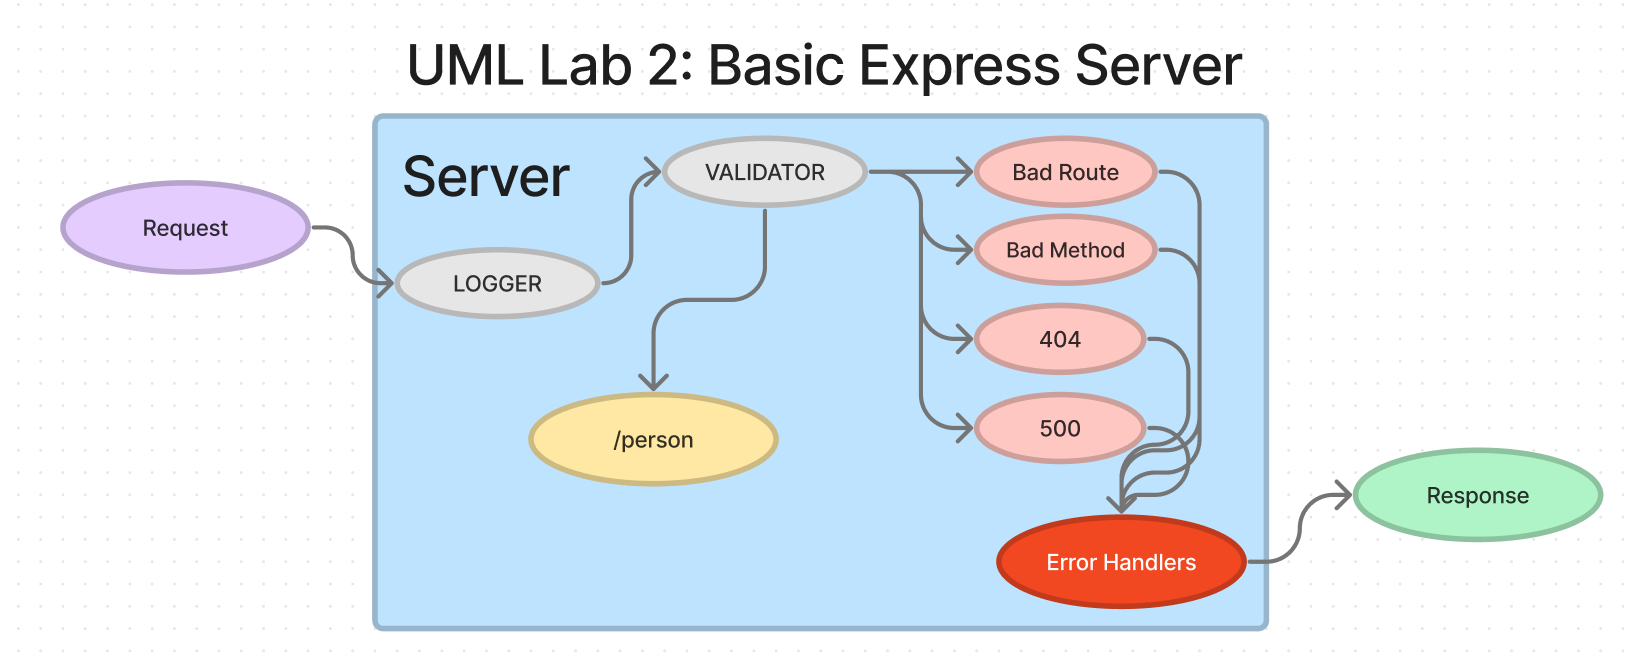 UML Lab 2: Basic Express Server
Server
Request
LOGGER
VALIDATOR
/person
Bad Route
Bad Method
404
500
Error Handlers
Response